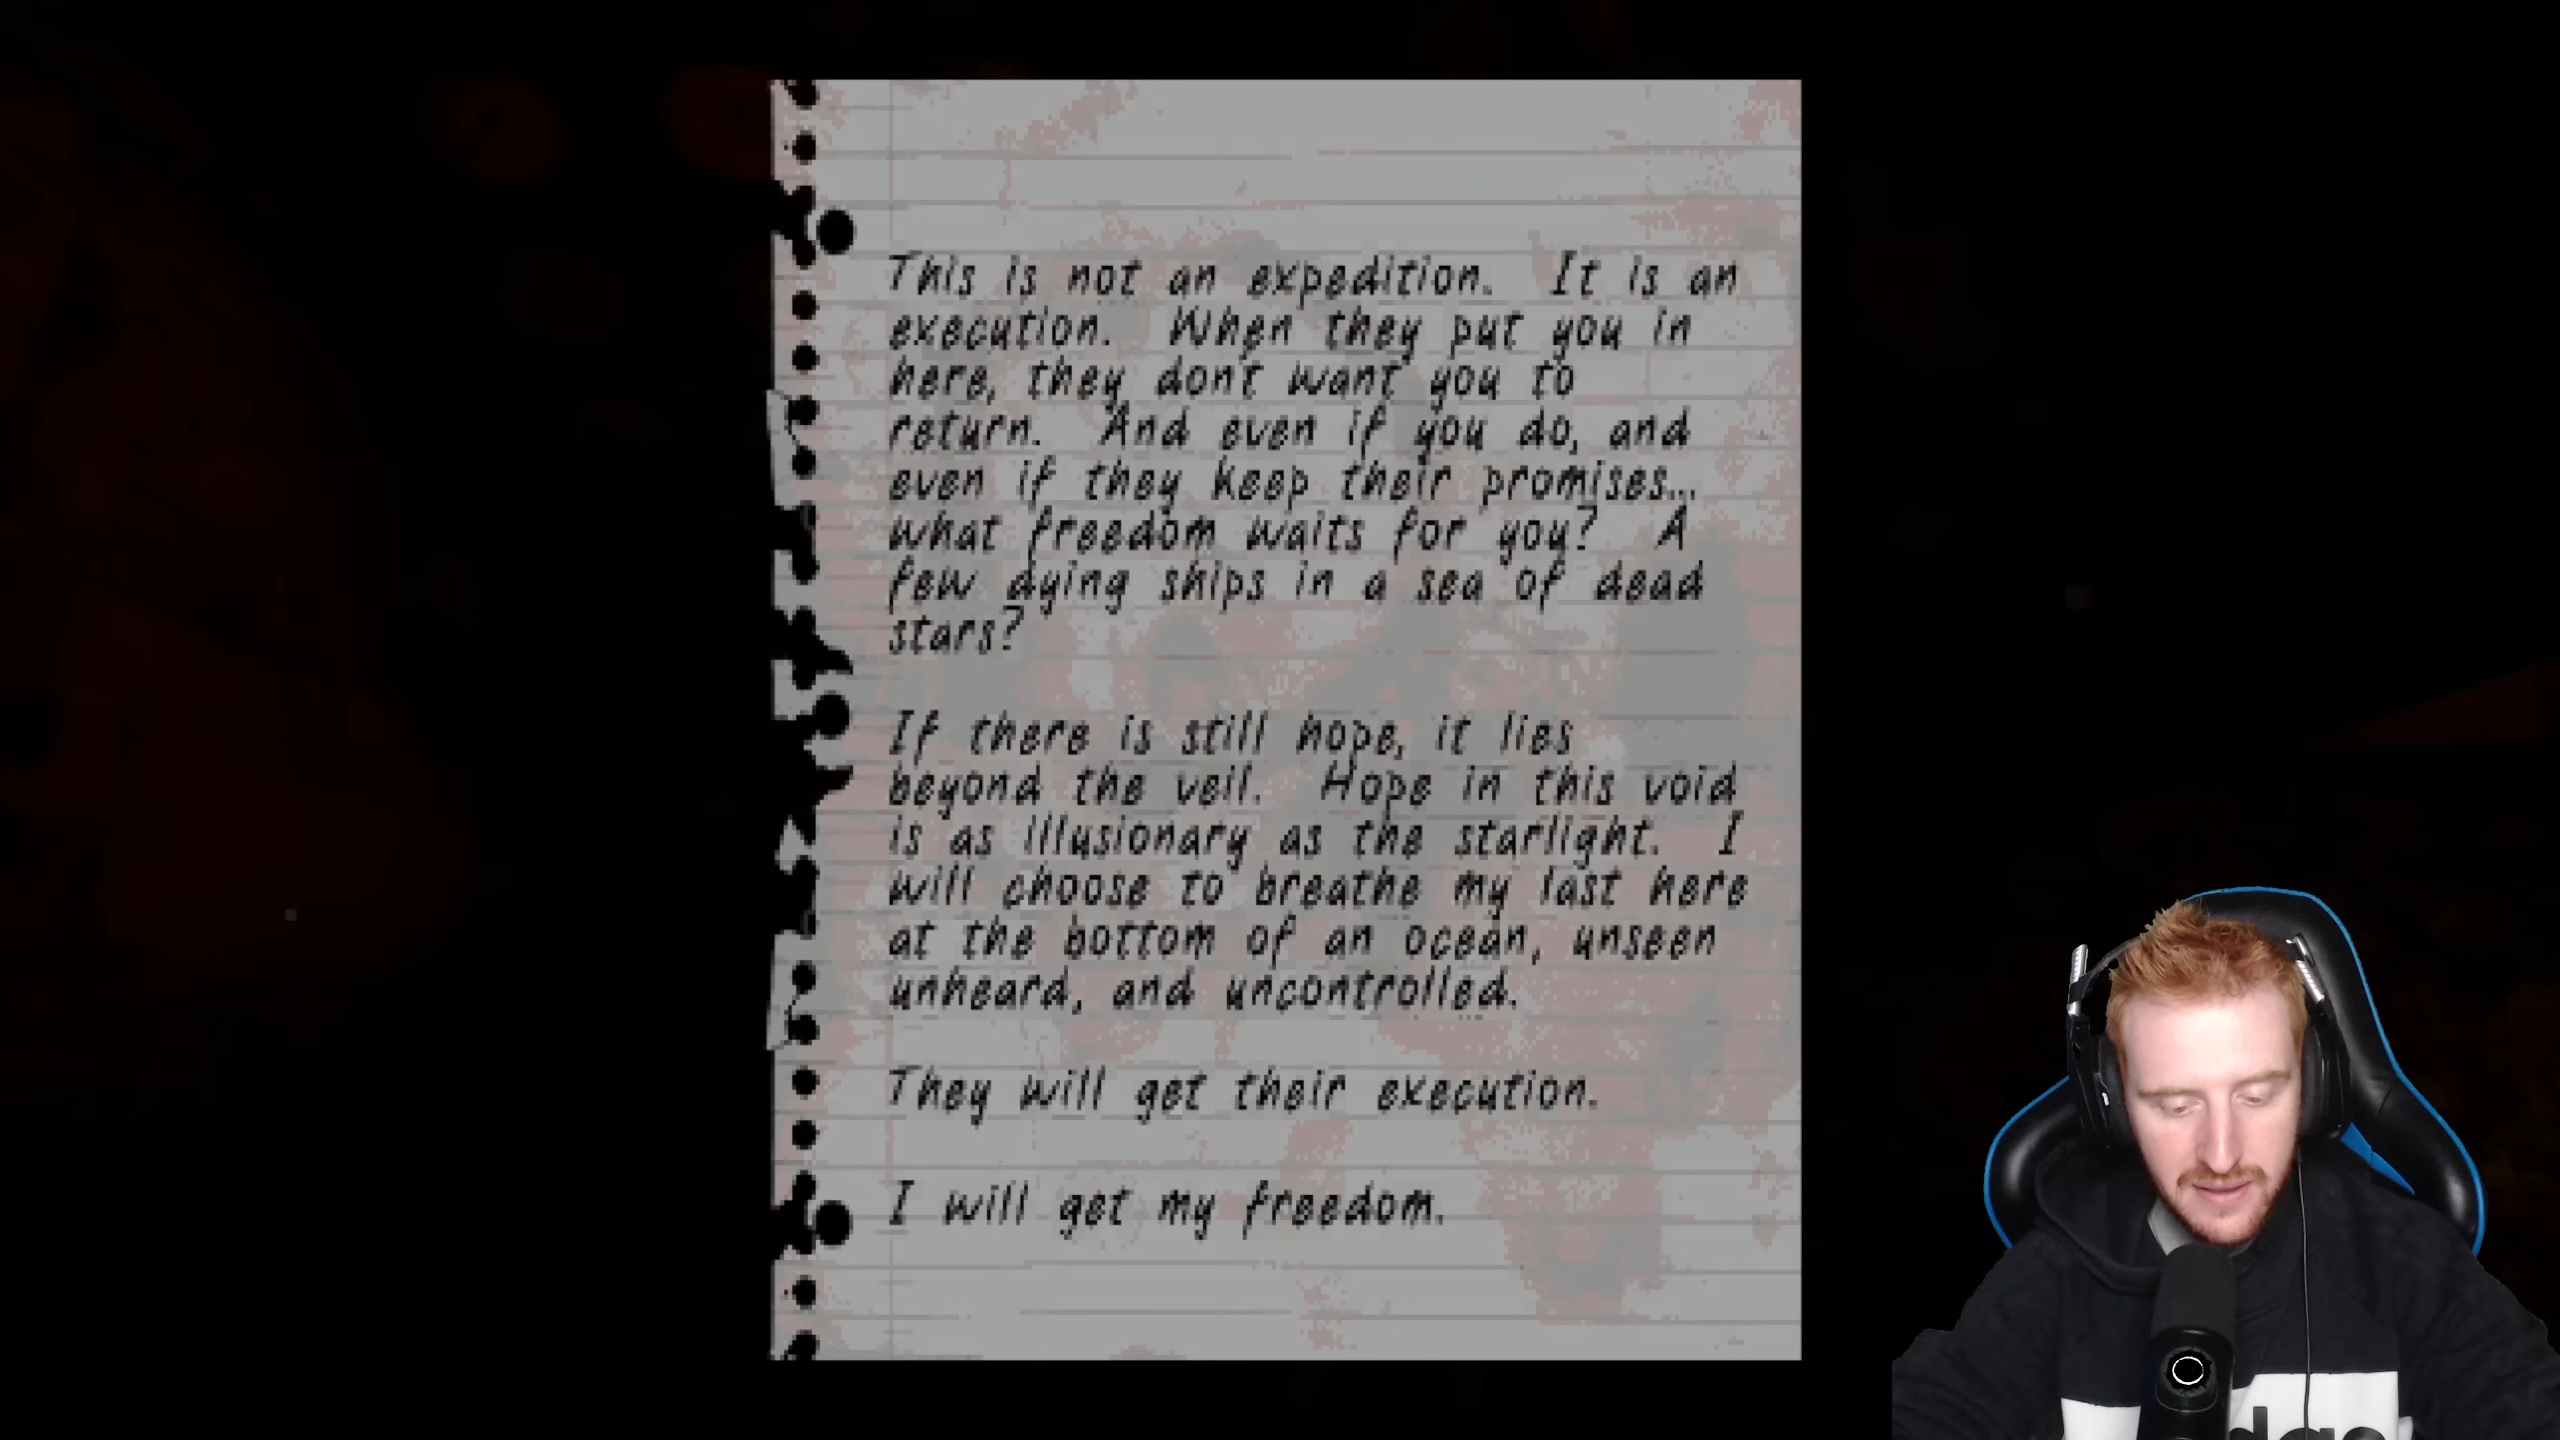 This is not an expedition. It is an
execution. When they put you in
here, they don't want you to
return. And even if you do, and
even if they keep their promises...
what freedom waits for you? A
few dying ships in a sea of dead
stars?
If there is still hope, it lies
beyond the veil. Hope in this void
is as illusionary as the starlight. I
will choose to breathe my last here
at the bottom of an ocean, unseen
unheard, and uncontrolled.
They will get their execution.
I will get my freedom.